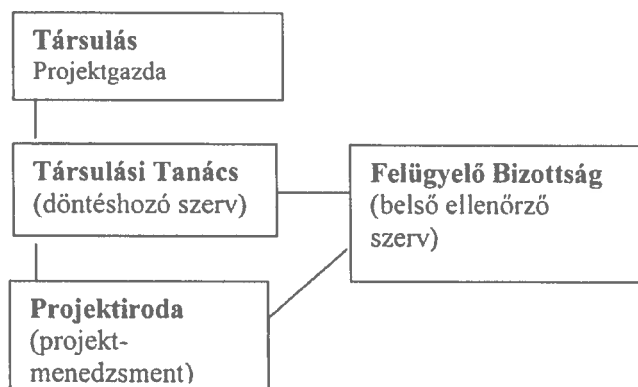 Társulás
Projektgazda
Társulási Tanács
(döntéshozó szerv)
Felügyelő Bizottság
(belső ellenőrző
szerv)
Projektiroda
(projekt-
menedzsment)